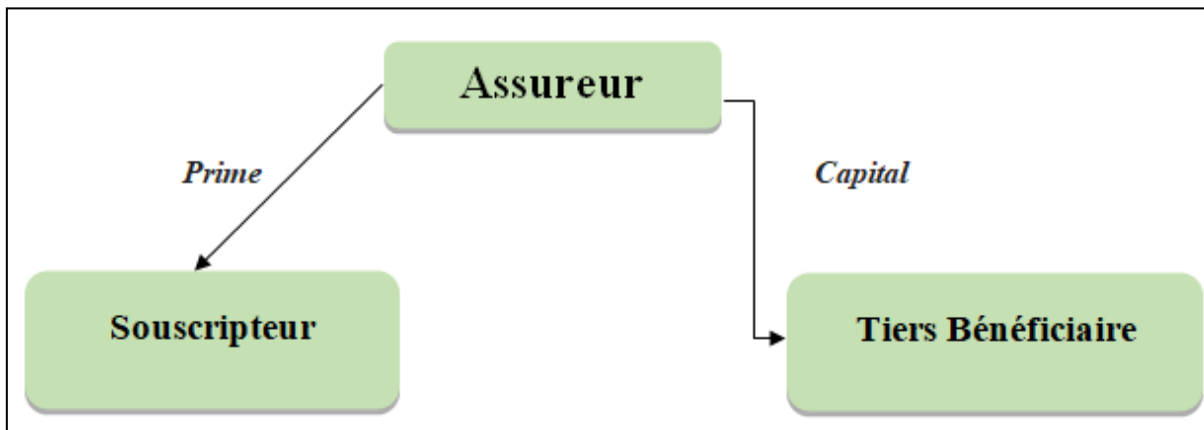 Assureur
Prime
Capital
Souscripteur
Tiers Bénéficiaire